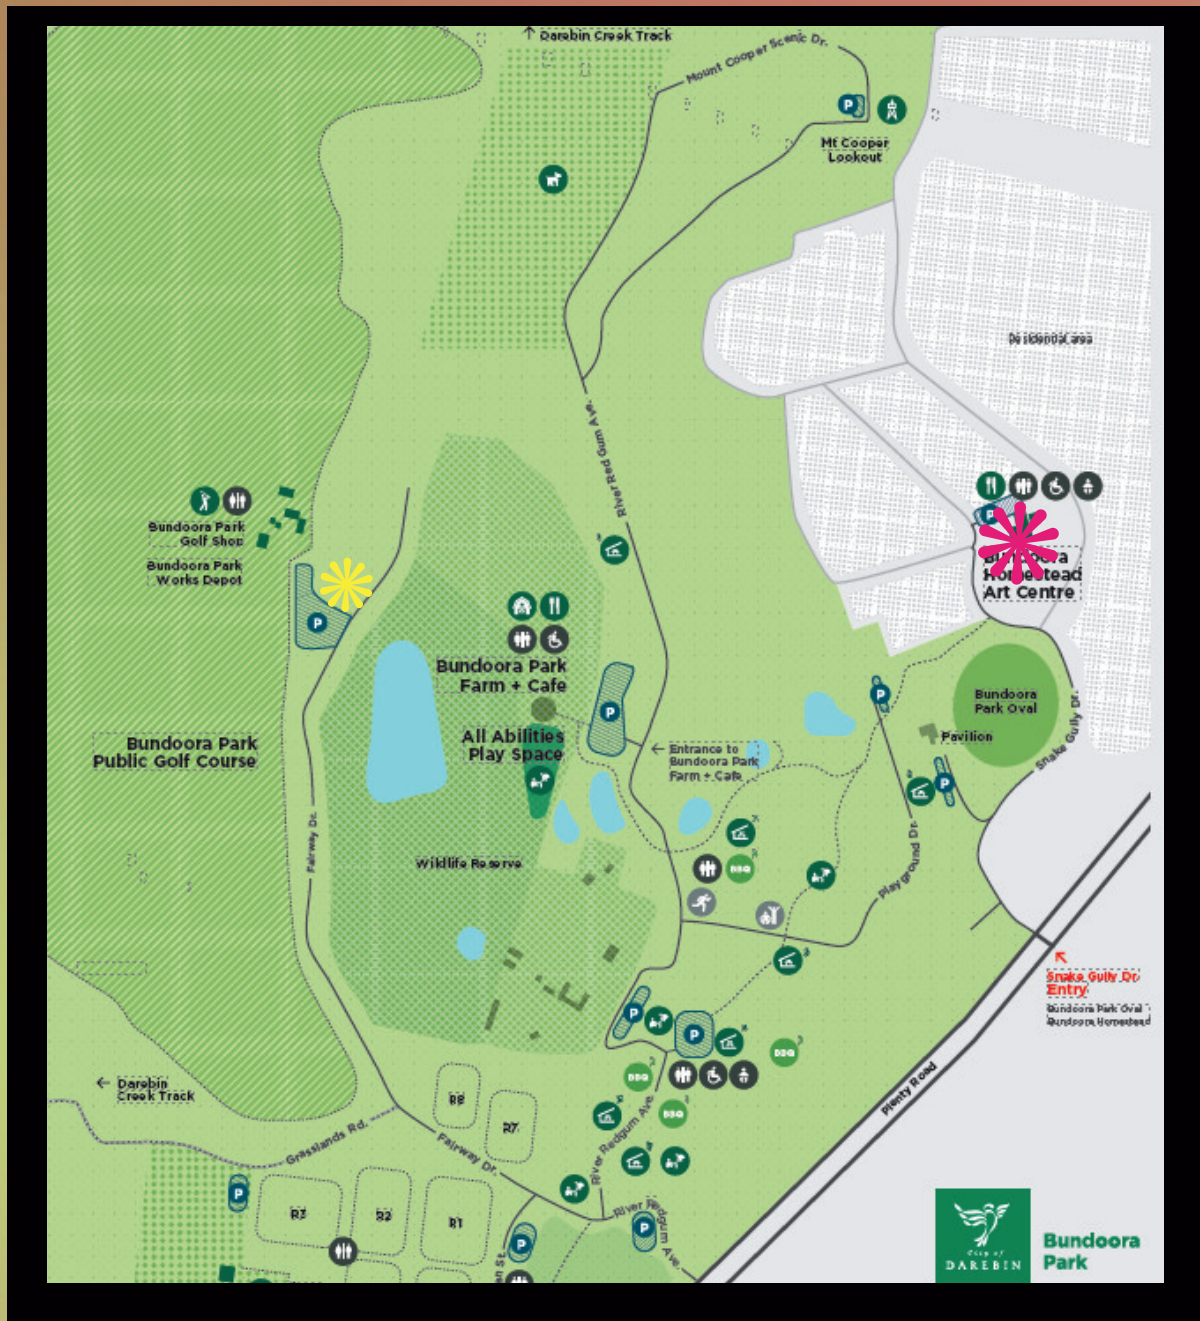 ↑ Darebin Creek Track
Mount Cooper Scenic Dr.
P
Mt Cooper
Lookout
Residential area
River Red Gum Ave.
Bundoora Park
Golf Shop
Bundoora Park
Works Depot
P
P
Bundoora
Homestead
Art Centre
Bundoora Park
Farm + Cafe
P
All Abilities
Play Space
← Entrance to
Bundoora Park
Farm + Cafe
P
Bundoora
Park Oval
Pavilion
P
Snake Gully Dr.
Bundoora Park
Public Golf Course
Fairway Dr.
Wildlife Reserve
BBQ
Playground Dr.
Snake Gully Dr
Entry
Bundoora Park Oval
Bundoora Homestead
P
P
BBQ
BBQ
BBQ
← Darebin
Creek Track
R8
R7
Plenty Road
Grasslands Rd.
Fairway Dr.
River Redgum Ave.
P
R3
R2
R1
P
River Redgum Ave.
P
City of
DAREBIN
Bundoora
Park